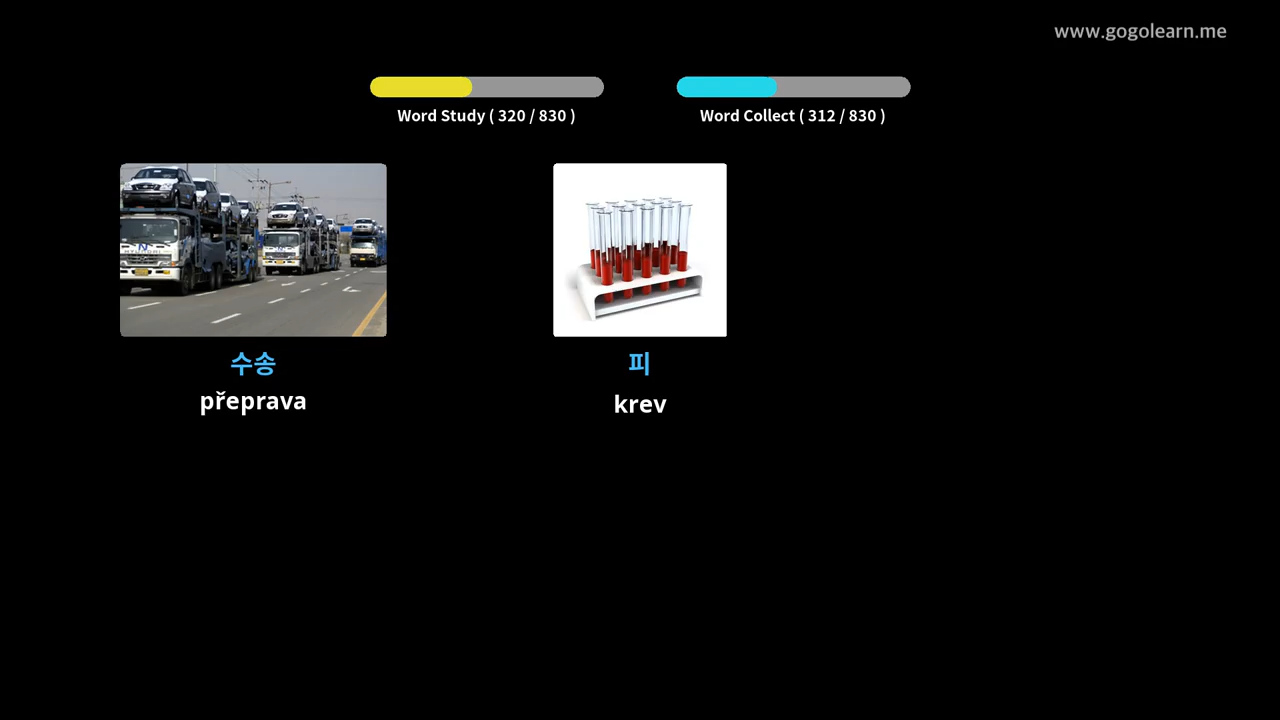 www.gogolearn.me
Word Study ( 320 / 830 )
Word Collect ( 312 / 830 )
수송
přeprava
피
krev